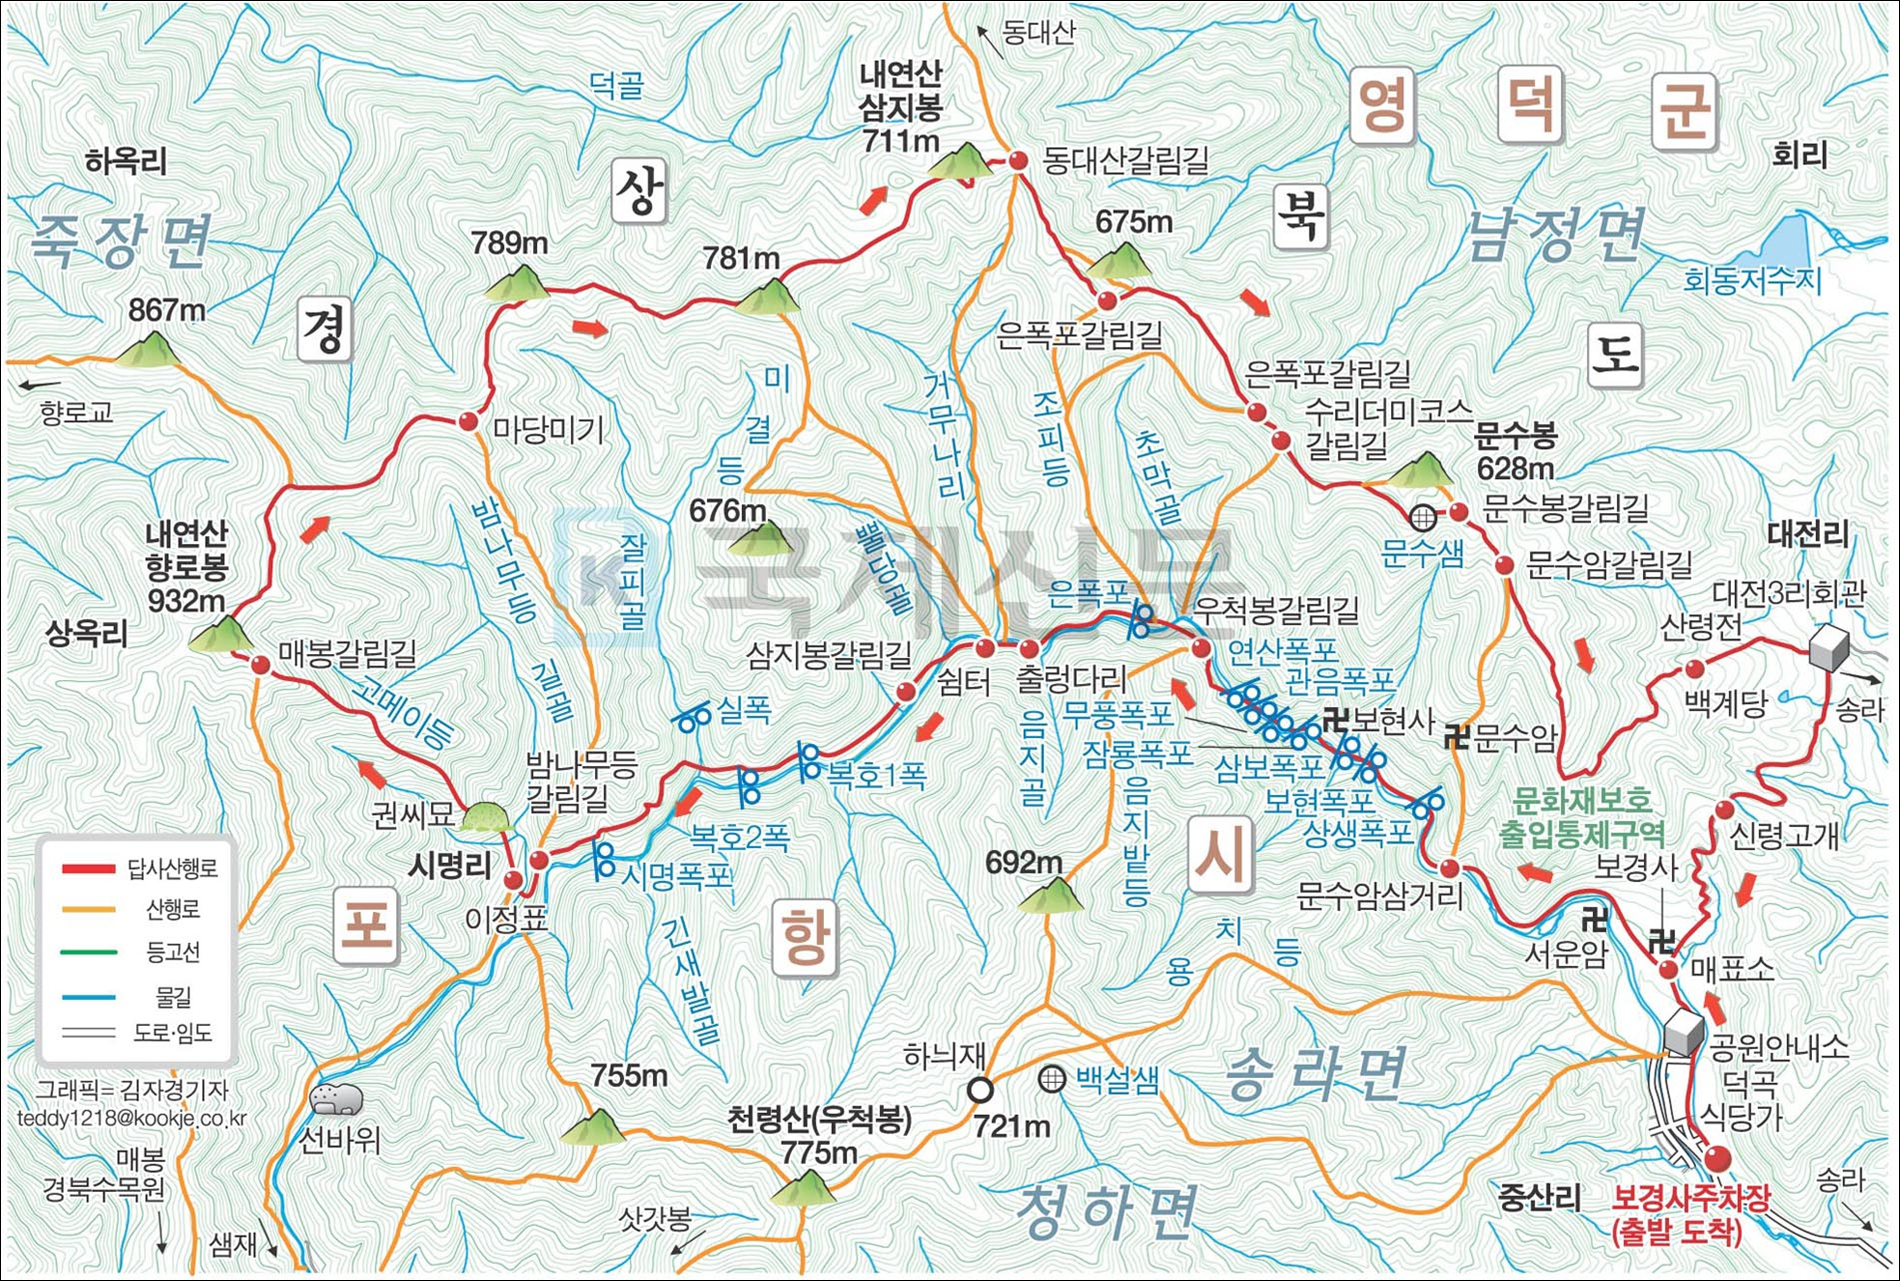 동대산
덕골
내연산
삼지봉
711m
영덕군
하옥리
동대산갈림길
회리
상
북
675m
죽장면
789m
781m
남정면
회동저수지
867m
경
은폭포갈림길
도
향로교
미결등
거무나리
조피등
은폭포갈림길
수리더미코스
갈림길
마당미기
초막골
문수봉
628m
밤나무등
676m
문수봉갈림길
내연산
향로봉
932m
잘피골
국제신문
문수샘
문수암갈림길
대전리
은폭포
우척봉갈림길
대전3리회관
상옥리
산령전
매봉갈림길
삼지봉갈림길
쉼터
출렁다리
연산폭포
관음폭포
고메이등
길골
실폭
음지골
무풍폭포
보현사
백계당
송라
잠룡폭포
문수암
밤나무등
갈림길
복호1폭
삼보폭포
음지밭등
보현폭포
문화재보호
출입통제구역
권씨묘
상생폭포
신령고개
복호2폭
시명리
시명폭포
692m
시
보경사
답사산행로
산행로
등고선
물길
도로·임도
이정표
포
항
문수암삼거리
긴새발골
치용등
서운암
매표소
하늬재
공원안내소
덕곡
식당가
그래픽= 김자경기자
teddy1218@kookje.co.kr
755m
백설샘
송라면
선바위
천령산(우척봉)
775m
721m
매봉
경북수목원
청하면
중산리
보경사주차장
(출발 도착)
송라
샘재
삿갓봉